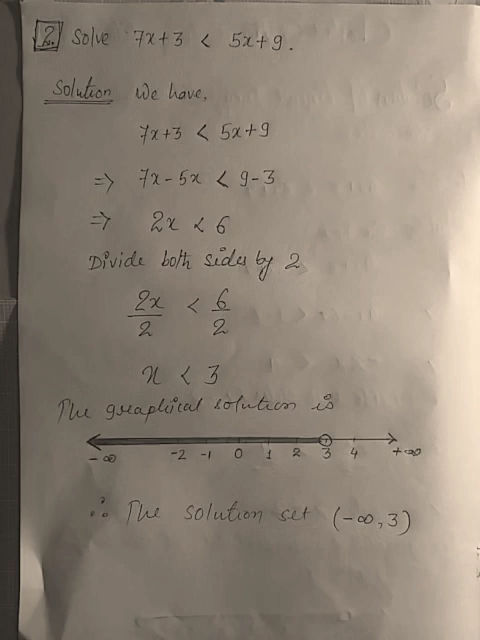 2. Solve 7x+3 < 5x+9.
Solution We have,
7x+3 < 5x+9
=> 7x-5x < 9-3
=> 2x < 6
Divide both sides by 2
2x/2 < 6/2
x < 3
The graphical solution is
-∞ -2 -1 0 1 2 3 4 +∞
∴ The solution set (-∞,3)